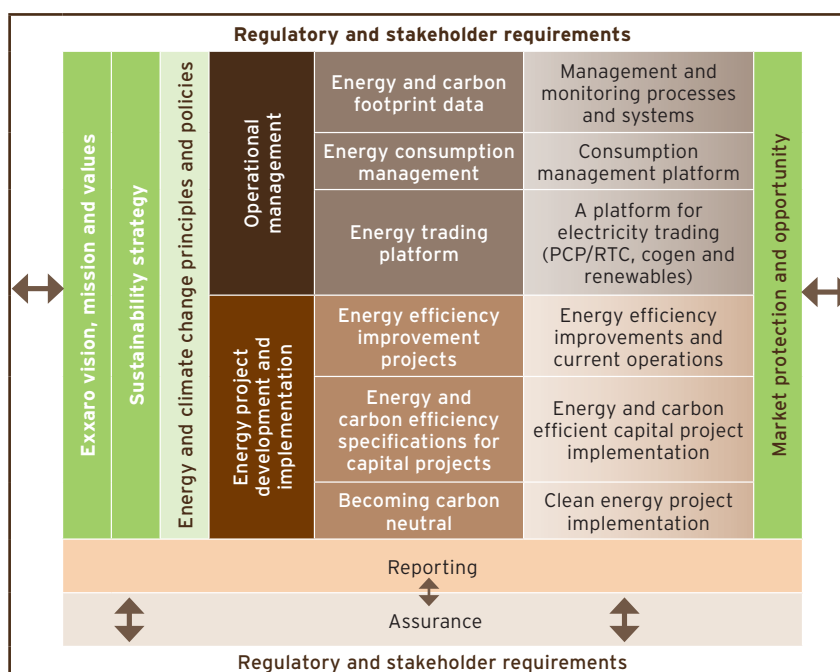 Regulatory and stakeholder requirements
Exxaro vision, mission and values
Sustainability strategy
Energy and climate change principles and policies
Operational
management
Energy and carbon
footprint data
Management and
monitoring processes
and systems
Energy consumption
management
Consumption
management platform
Energy trading
platform
A platform for
electricity trading
(PCP/RTC, cogen and
renewables)
Energy project
development and
implementation
Energy efficiency
improvement
projects
Energy efficiency
improvements and
current operations
Energy and
carbon efficiency
specifications for
capital projects
Energy and carbon
efficient capital project
implementation
Becoming carbon
neutral
Clean energy project
implementation
Market protection and opportunity
Reporting
Assurance
Regulatory and stakeholder requirements